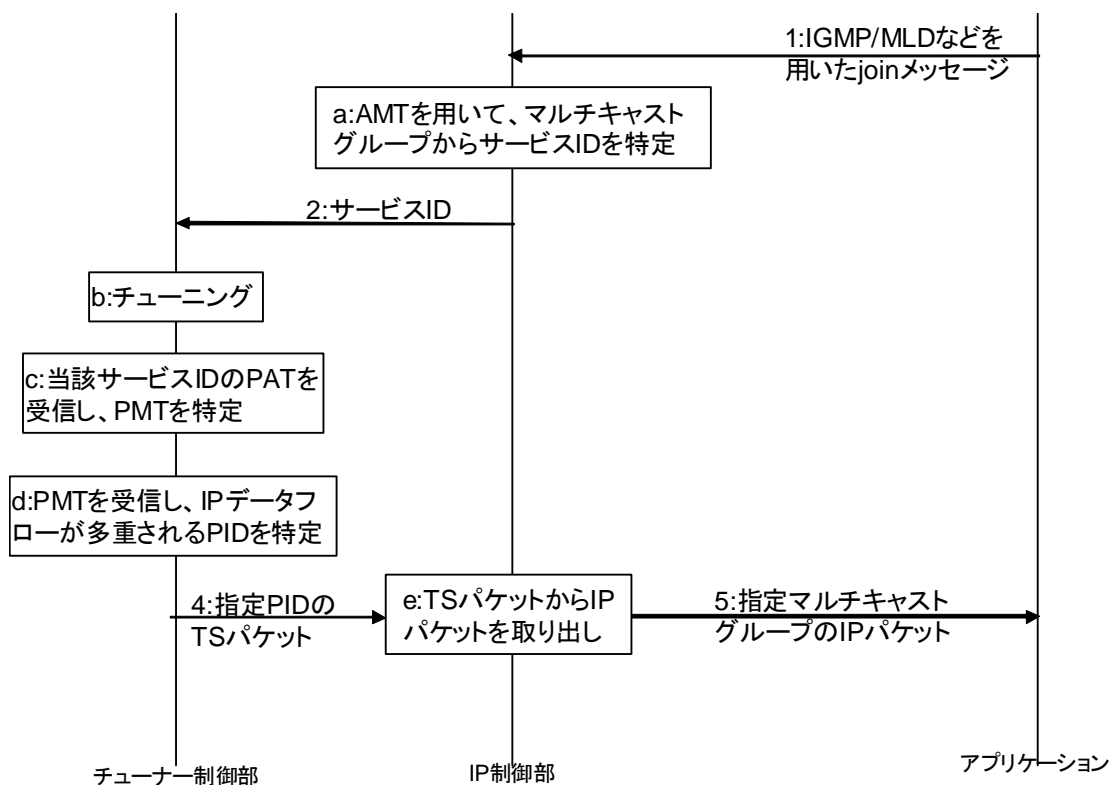 1:IGMP/MLDなどを
用いたjoinメッセージ
a:AMTを用いて、マルチキャスト
グループからサービスIDを特定
2:サービスID
b:チューニング
c:当該サービスIDのPATを
受信し、PMTを特定
d:PMTを受信し、IPデータフ
ローが多重されるPIDを特定
4:指定PIDの
TSパケット
e:TSパケットからIP
パケットを取り出し
5:指定マルチキャスト
グループのIPパケット
チューナー制御部
IP制御部
アプリケーション